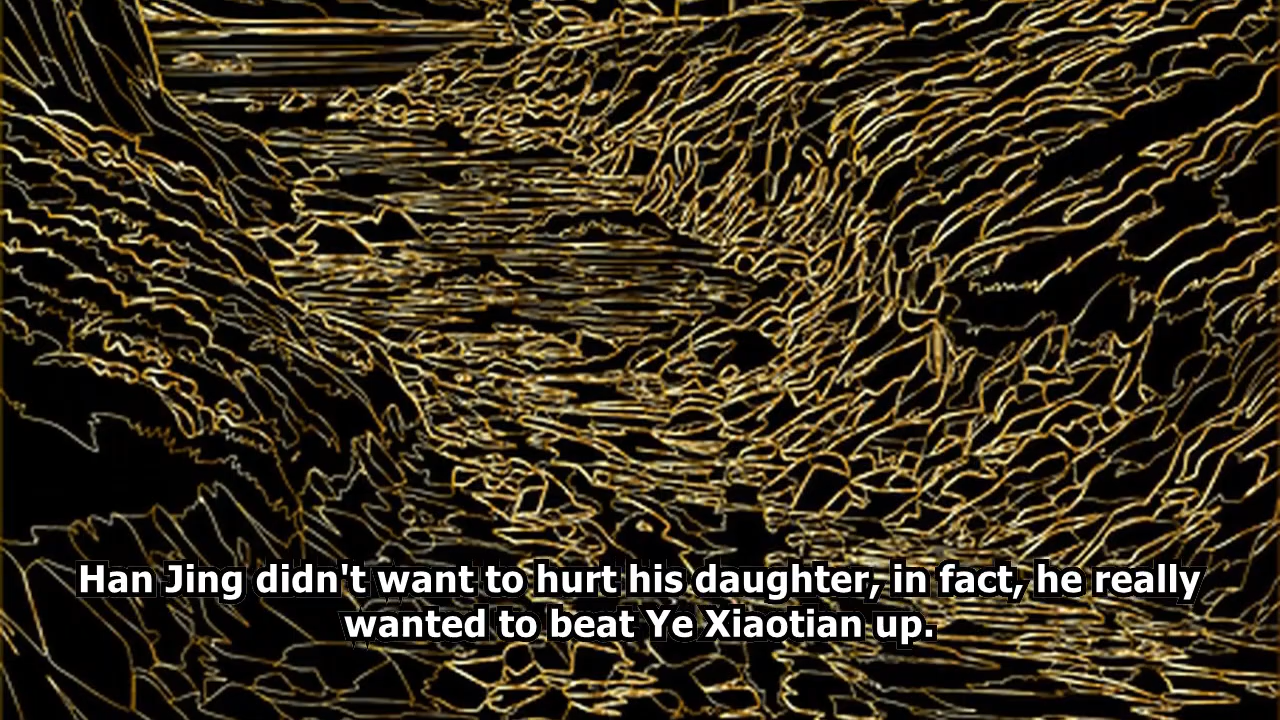 Han Jing didn't want to hurt his daughter, in fact, he really
wanted to beat Ye Xiaotian up.